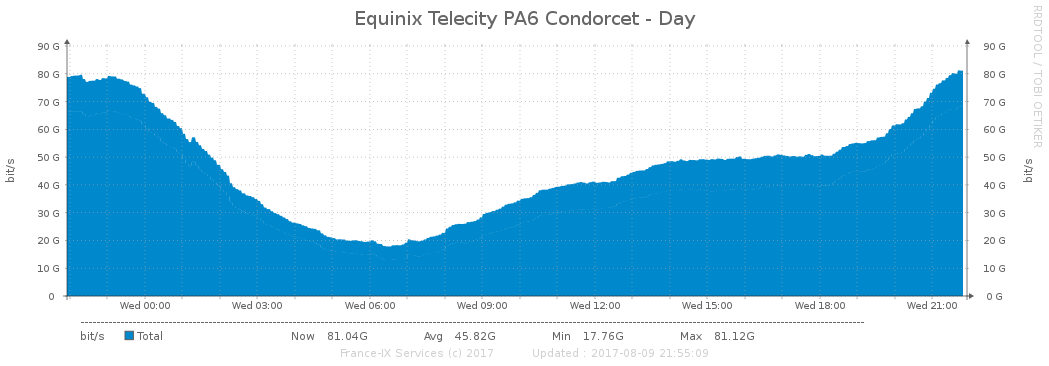 Equinix Telecity PA6 Condorcet - Day
RRDTOOL / TOBI OETIKER
bit/s
90 G 90 G
80 G 80 G
70 G 70 G
60 G 60 G
50 G 50 G
40 G 40 G
30 G 30 G
20 G 20 G
10 G 10 G
0 0 G
bit/s
Wed 00:00 Wed 03:00 Wed 06:00 Wed 09:00 Wed 12:00 Wed 15:00 Wed 18:00 Wed 21:00
bit/s Total Now 81.04G Avg 45.82G Min 17.76G Max 81.12G
France-IX Services (c) 2017 Updated : 2017-08-09 21:55:09